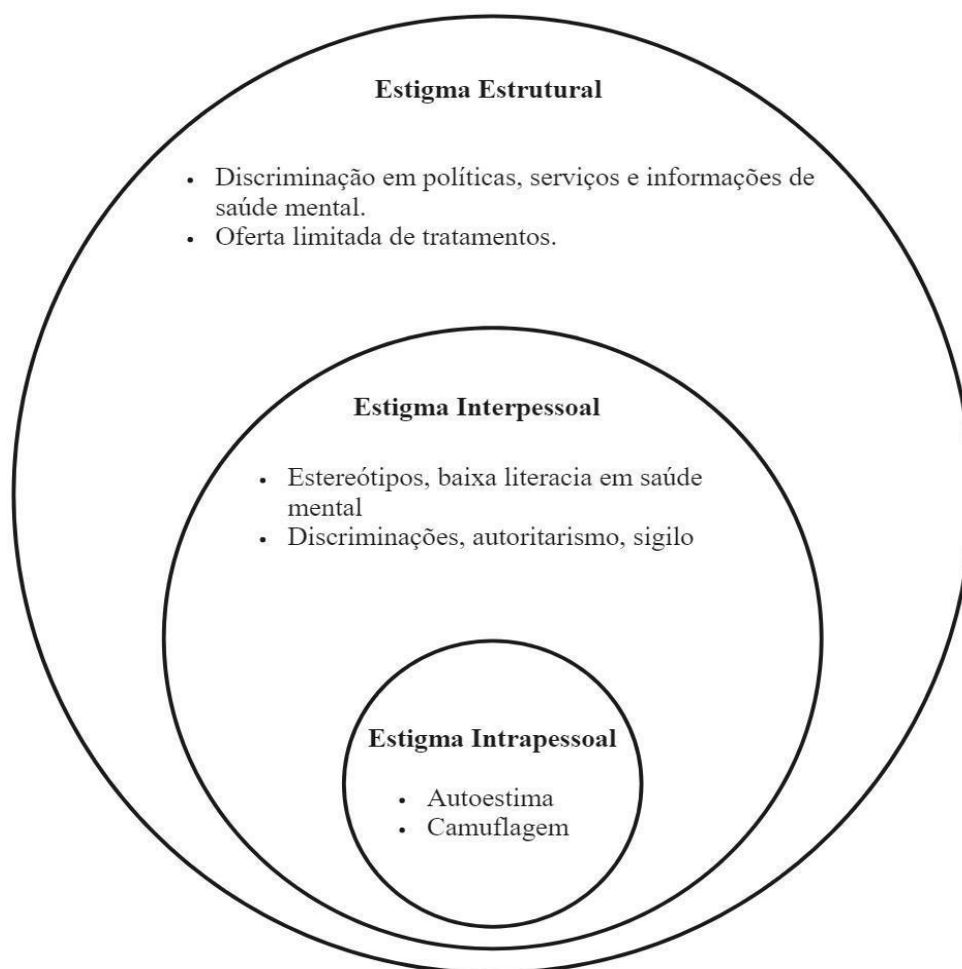 Estigma Estrutural
• Discriminação em políticas, serviços e informações de
saúde mental.
• Oferta limitada de tratamentos.
Estigma Interpessoal
• Estereótipos, baixa literacia em saúde
mental
• Discriminações, autoritarismo, sigilo
Estigma Intrapessoal
• Autoestima
• Camuflagem